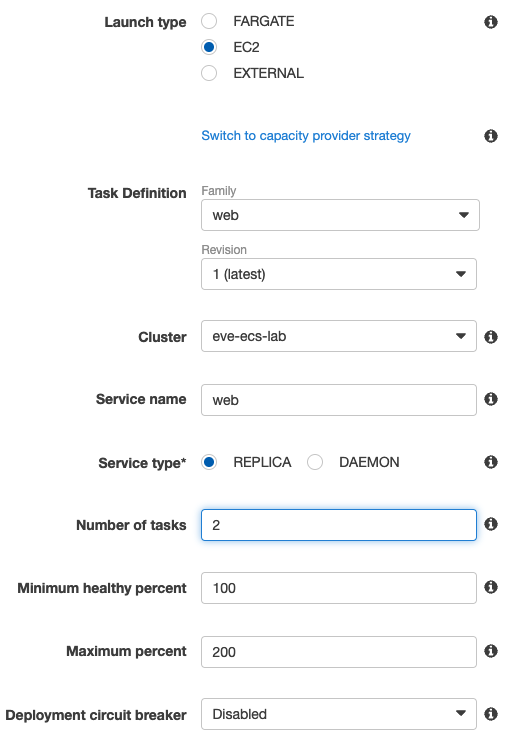 Launch type FARGATE
EC2
EXTERNAL
Switch to capacity provider strategy
Task Definition Family
web
Revision
1 (latest)
Cluster eve-ecs-lab
Service name web
Service type* REPLICA DAEMON
Number of tasks 2
Minimum healthy percent 100
Maximum percent 200
Deployment circuit breaker Disabled